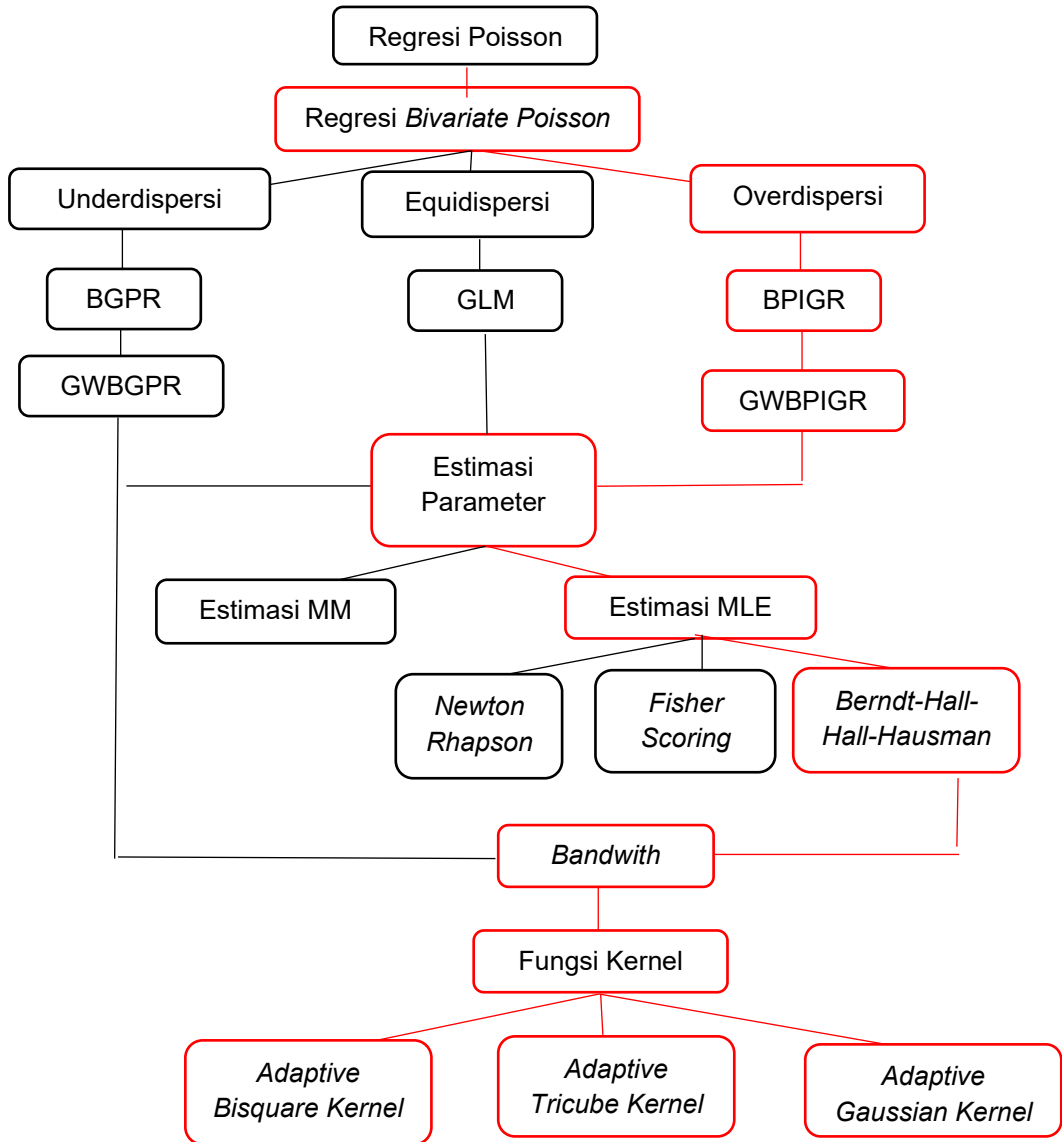 Regresi Poisson
Regresi Bivariate Poisson
Underdispersi
Equidispersi
Overdispersi
BGPR
GLM
BPIGR
GWBGPR
GWBPIGR
Estimasi
Parameter
Estimasi MM
Estimasi MLE
Newton
Rhapson
Fisher
Scoring
Berndt-Hall-
Hall-Hausman
Bandwith
Fungsi Kernel
Adaptive
Bisquare Kernel
Adaptive
Tricube Kernel
Adaptive
Gaussian Kernel